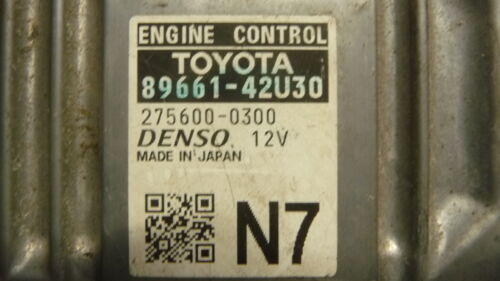 ENGINE CONTROL
TOYOTA
89661-42U30
275600-0300
DENSO 12V
MADE IN JAPAN
N7